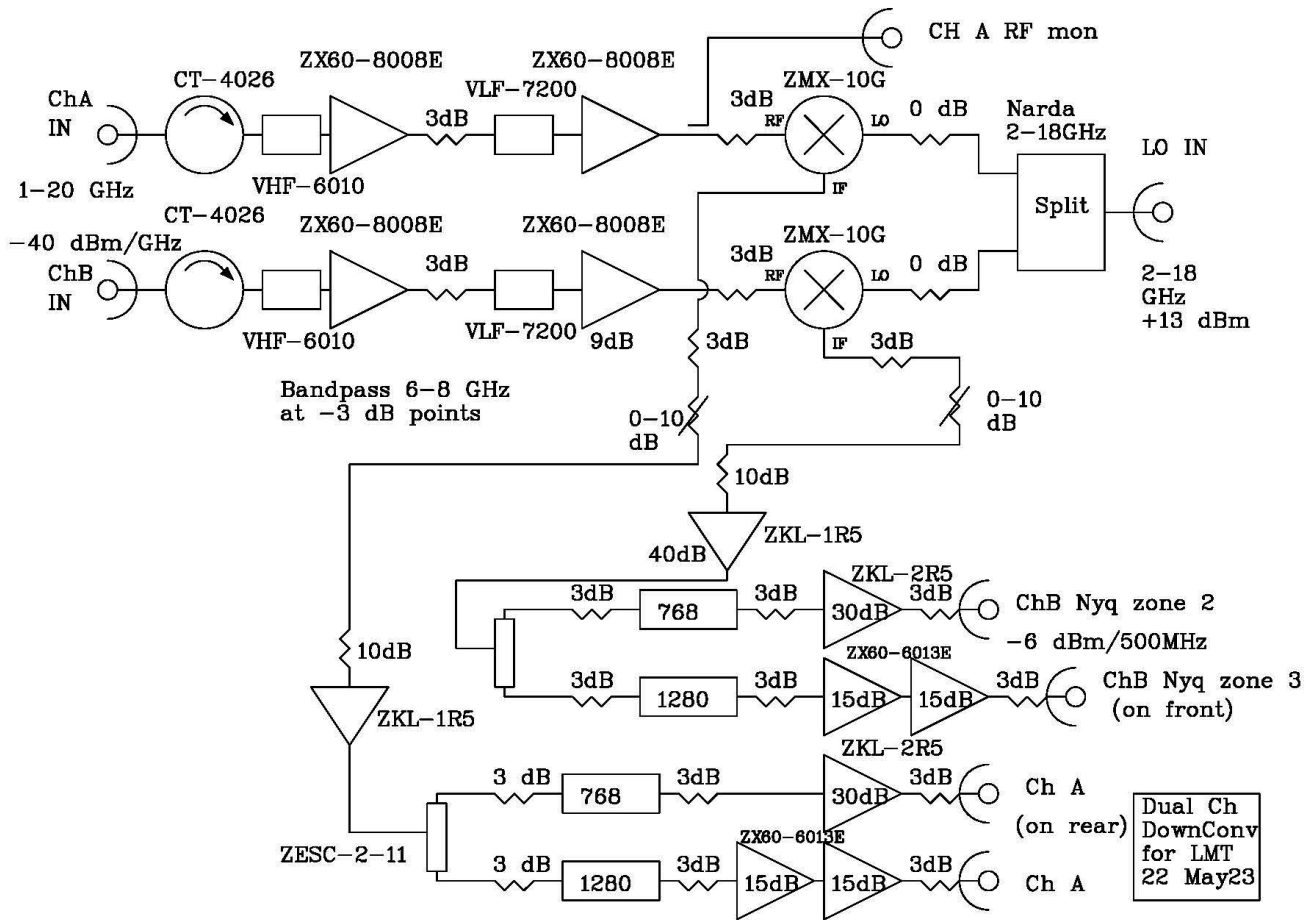 CH A RF mon
ZX60-8008E
ZX60-8008E
CT-4026
VLF-7200
ZMX-10G
ChA
IN
3dB
3dB
RF
LO
0 dB
Narda
2-18GHz
LO IN
1-20 GHz
VHF-6010
IF
CT-4026
ZX60-8008E
ZX60-8008E
ZMX-10G
Split
-40 dBm/GHz
ChB
IN
3dB
3dB
RF
LO
0 dB
2-18
GHz
+13 dBm
VHF-6010
VLF-7200
9dB
3dB
IF
3dB
Bandpass 6-8 GHz
at -3 dB points
0-10
dB
0-10
dB
10dB
ZKL-1R5
40dB
ZKL-2R5
3dB
768
3dB
30dB
3dB
ChB Nyq zone 2
-6 dBm/500MHz
10dB
ZX60-6013E
3dB
1280
3dB
15dB
15dB
3dB
ChB Nyq zone 3
(on front)
ZKL-1R5
ZKL-2R5
3 dB
768
3dB
30dB
3dB
Ch A
(on rear)
ZX60-6013E
ZESC-2-11
3 dB
1280
3dB
15dB
15dB
3dB
Ch A
Dual Ch
DownConv
for LMT
22 May23